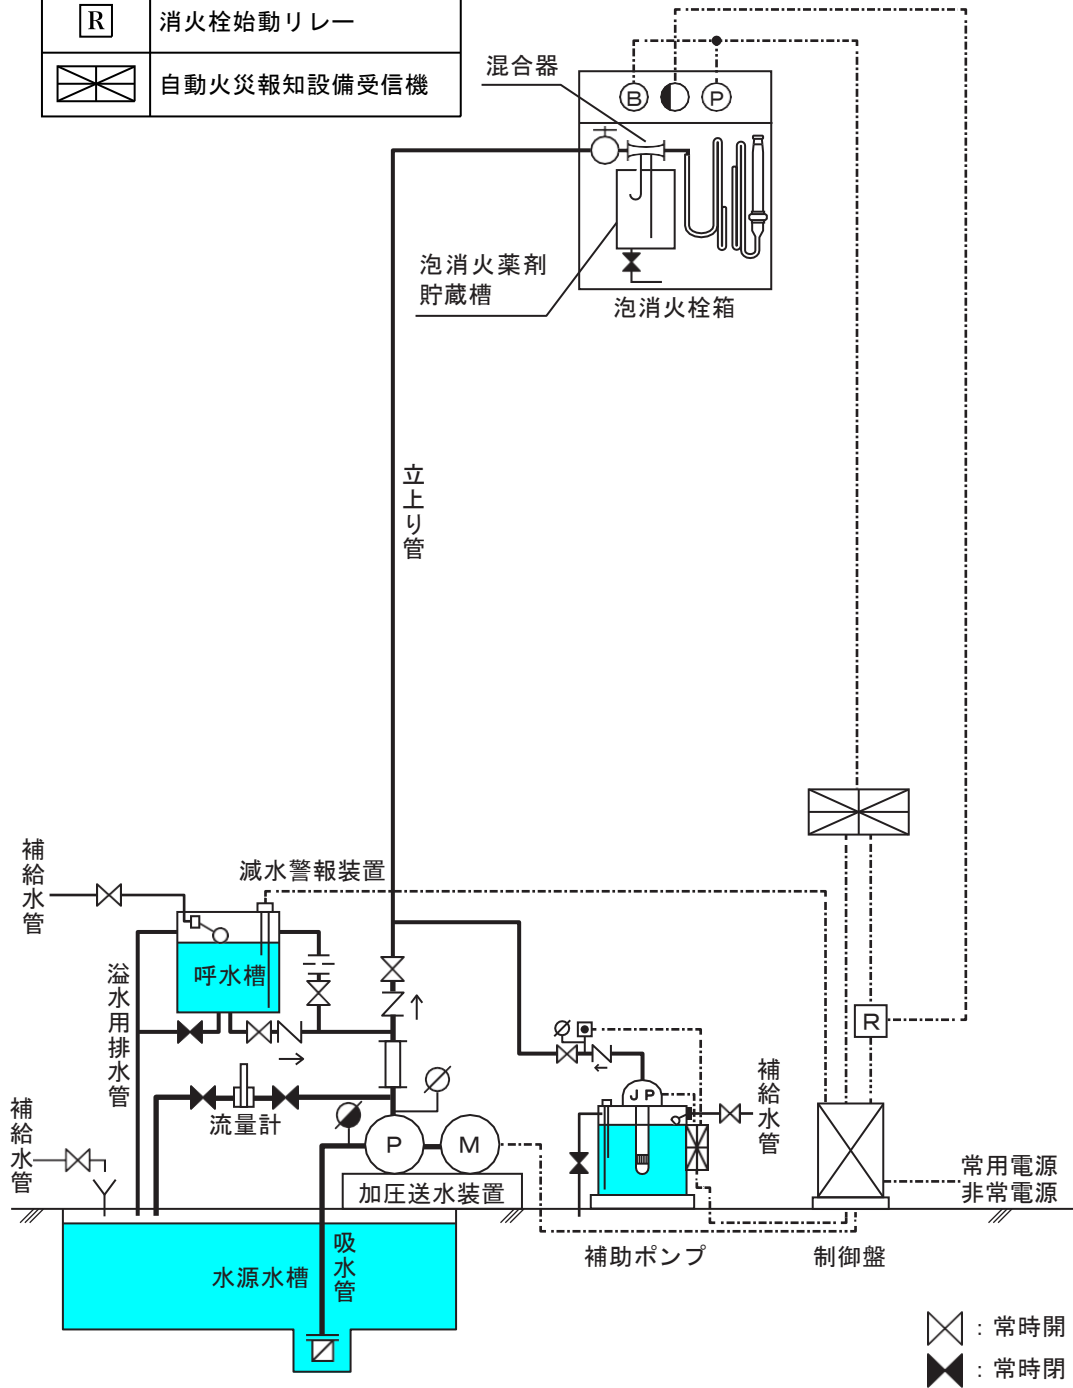 R
消火栓始動リレー
自動火災報知設備受信機
混合器
B
P
泡消火薬剤
貯蔵槽
泡消火栓箱
立上り管
補給水管
減水警報装置
呼水槽
溢水用排水管
R
流量計
J P
補給水管
補給水管
P
M
加圧送水装置
常用電源
非常電源
吸水管
水源水槽
補助ポンプ
制御盤
:常時開
:常時閉